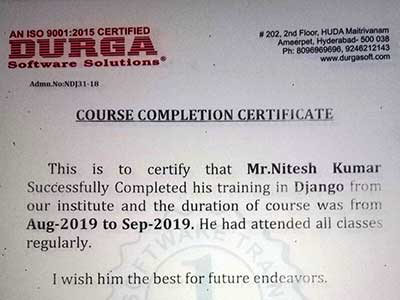 AN ISO 9001:2015 CERTIFIED
DURGA
Software Solutions®
# 202, 2nd Floor, HUDA Maitrivanam
Ameerpet, Hyderabad- 500 038
Ph: 8096969696, 9246212143
www.durgasoft.com
Admn.No:NDJ31-18
COURSE COMPLETION CERTIFICATE
This is to certify that Mr.Nitesh Kumar
Successfully Completed his training in Django from
our institute and the duration of course was from
Aug-2019 to Sep-2019. He had attended all classes
regularly.
I wish him the best for future endeavors.